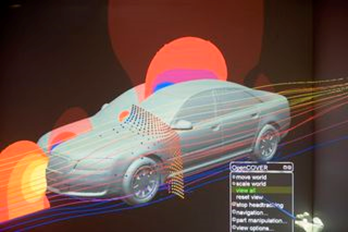 OpenCOVER
move world
scale world
view all
reset view
stop headtracking
navigation...
part manipulation...
view options...